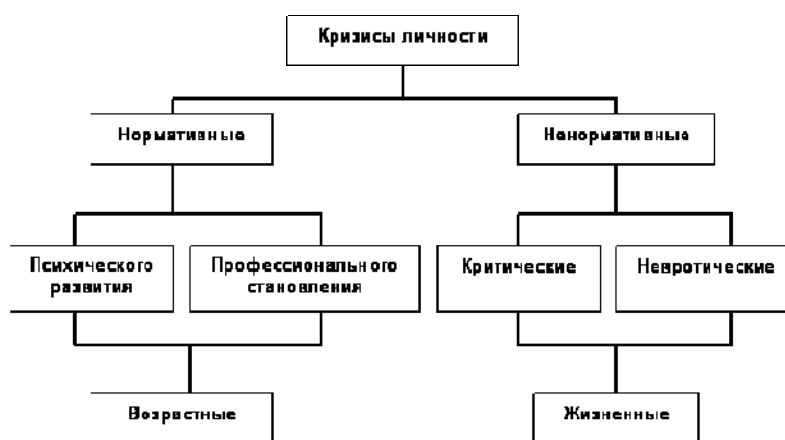 Кризисы личности
Нормативные
Ненормативные
Психического
развития
Профессионального
становления
Критические
Невротические
Возрастные
Жизненные